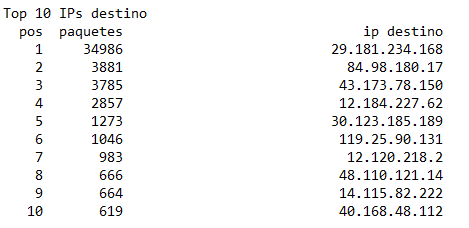 Top 10 IPs destino
pos paquetes ip destino
1 34986 29.181.234.168
2 3881 84.98.180.17
3 3785 43.173.78.150
4 2857 12.184.227.62
5 1273 30.123.185.189
6 1046 119.25.90.131
7 983 12.120.218.2
8 666 48.110.121.14
9 664 14.115.82.222
10 619 40.168.48.112